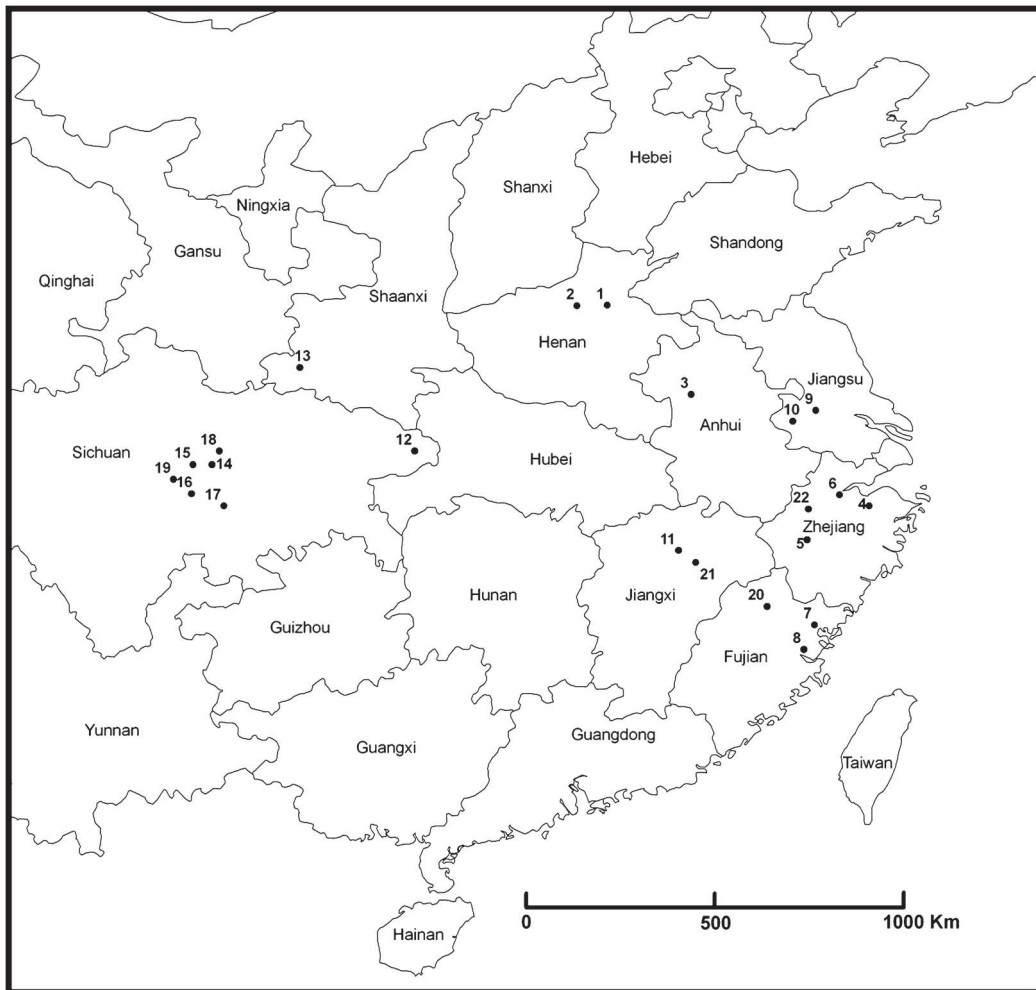 Hebei
Shanxi
Ningxia
Shandong
Gansu
Qinghai
Shaanxi
2 1
Henan
13
Jiangsu
3
9
10
Anhui
18
12
Sichuan
15
14
Hubei
19
16
6
17
22
4
Zhejiang
5
11
21
Hunan
Jiangxi
20
Guizhou
7
8
Fujian
Yunnan
Guangdong
Guangxi
Taiwan
0 500 1000 Km
Hainan